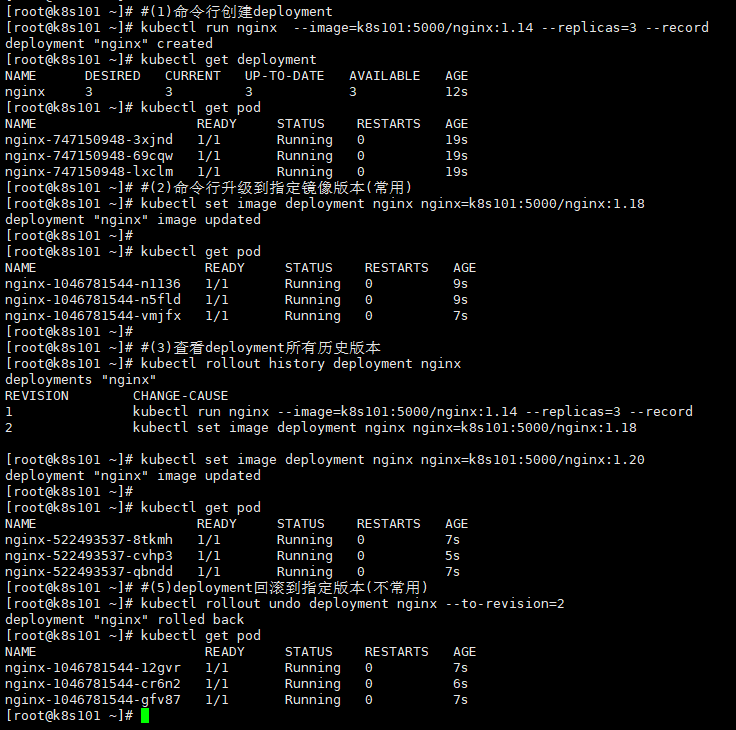 [root@k8s101 ~]# #(1)命令行创建deployment
[root@k8s101 ~]# kubectl run nginx  --image=k8s101:5000/nginx:1.14 --replicas=3 --record
deployment "nginx" created
[root@k8s101 ~]# kubectl get deployment
NAME      DESIRED   CURRENT   UP-TO-DATE   AVAILABLE   AGE
nginx     3         3         3            3           12s
[root@k8s101 ~]# kubectl get pod
NAME                    READY     STATUS    RESTARTS   AGE
nginx-747150948-3xjnd   1/1       Running   0          19s
nginx-747150948-69cqw   1/1       Running   0          19s
nginx-747150948-lxclm   1/1       Running   0          19s
[root@k8s101 ~]# #(2)命令行升级到指定镜像版本(常用)
[root@k8s101 ~]# kubectl set image deployment nginx nginx=k8s101:5000/nginx:1.18
deployment "nginx" image updated
[root@k8s101 ~]#
[root@k8s101 ~]# kubectl get pod
NAME                     READY     STATUS    RESTARTS   AGE
nginx-1046781544-n1136   1/1       Running   0          9s
nginx-1046781544-n5fld   1/1       Running   0          9s
nginx-1046781544-vmjfx   1/1       Running   0          7s
[root@k8s101 ~]#
[root@k8s101 ~]# #(3)查看deployment所有历史版本
[root@k8s101 ~]# kubectl rollout history deployment nginx
deployments "nginx"
REVISION        CHANGE-CAUSE
1               kubectl run nginx --image=k8s101:5000/nginx:1.14 --replicas=3 --record
2               kubectl set image deployment nginx nginx=k8s101:5000/nginx:1.18
[root@k8s101 ~]# kubectl set image deployment nginx nginx=k8s101:5000/nginx:1.20
deployment "nginx" image updated
[root@k8s101 ~]#
[root@k8s101 ~]# kubectl get pod
NAME                    READY     STATUS    RESTARTS   AGE
nginx-522493537-8tkmh   1/1       Running   0          7s
nginx-522493537-cvhp3   1/1       Running   0          5s
nginx-522493537-qbndd   1/1       Running   0          7s
[root@k8s101 ~]# #(5)deployment回滚到指定版本(不常用)
[root@k8s101 ~]# kubectl rollout undo deployment nginx --to-revision=2
deployment "nginx" rolled back
[root@k8s101 ~]# kubectl get pod
NAME                     READY     STATUS    RESTARTS   AGE
nginx-1046781544-12gvr   1/1       Running   0          7s
nginx-1046781544-cr6n2   1/1       Running   0          6s
nginx-1046781544-gfv87   1/1       Running   0          7s
[root@k8s101 ~]#